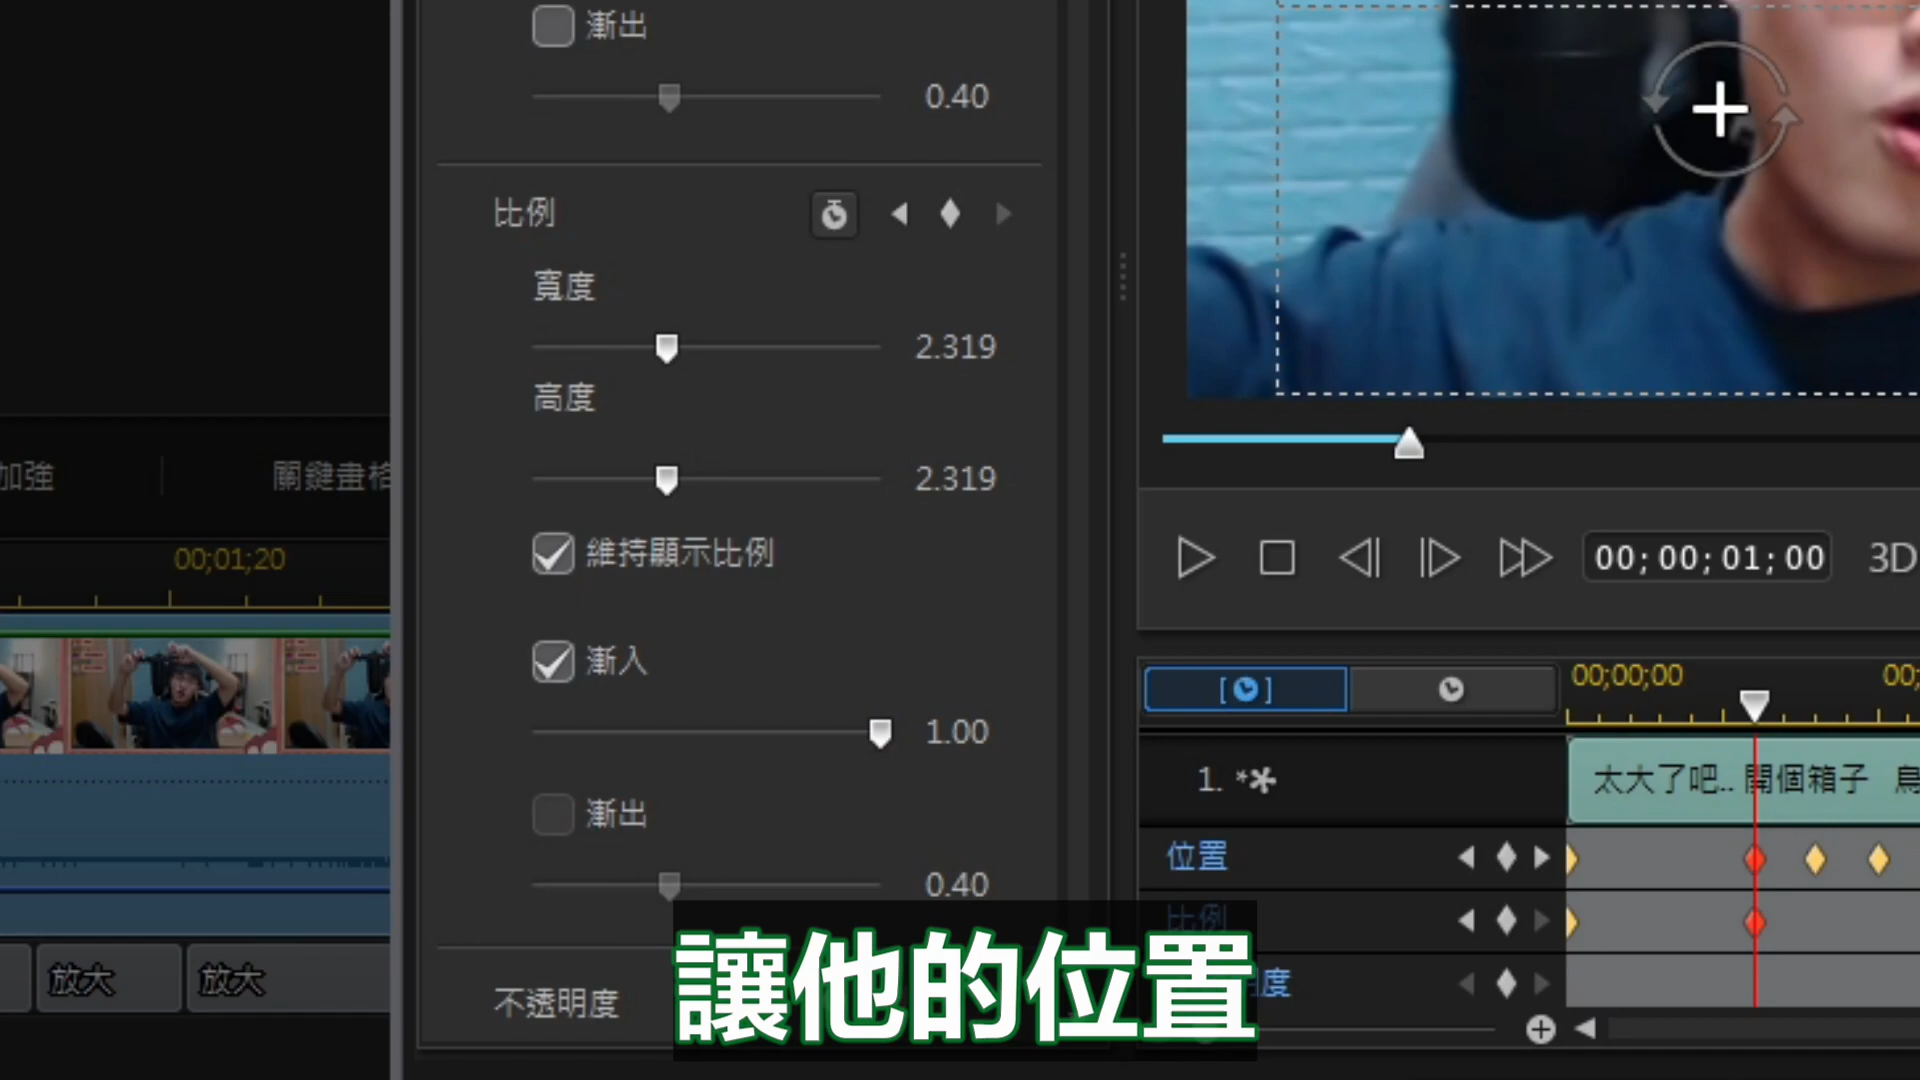 漸出
0.40
比例
寬度
2.319
高度
2.319
維持顯示比例
漸入
1.00
漸出
0.40
不透明度
加強
關鍵畫格
00;01;20
放大
放大
00;00;01;00
3D
00;00;00
00;
1. **
太大了吧.. 開個箱子 鳥
位置
比例
度
讓他的位置